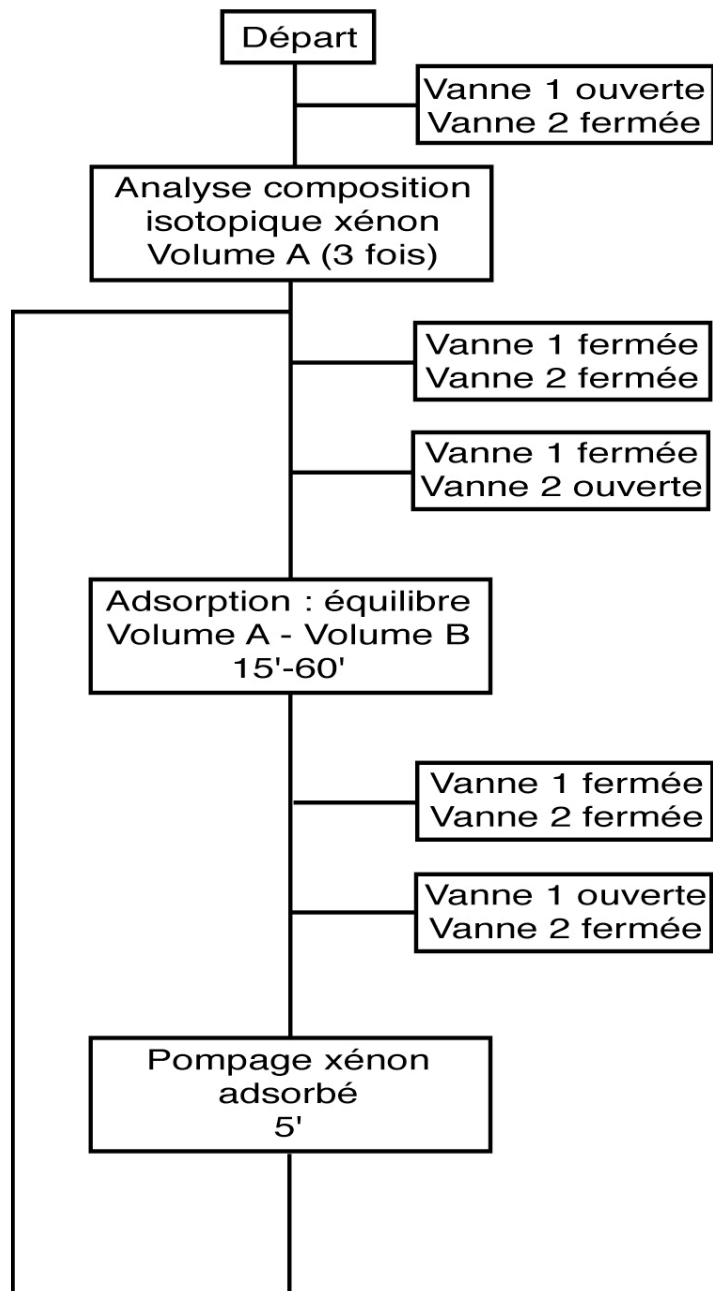 Départ
Vanne 1 ouverte
Vanne 2 fermée
Analyse composition
isotopique xénon
Volume A (3 fois)
Vanne 1 fermée
Vanne 2 fermée
Vanne 1 fermée
Vanne 2 ouverte
Adsorption : équilibre
Volume A - Volume B
15'-60'
Vanne 1 fermée
Vanne 2 fermée
Vanne 1 ouverte
Vanne 2 fermée
Pompage xénon
adsorbé
5'